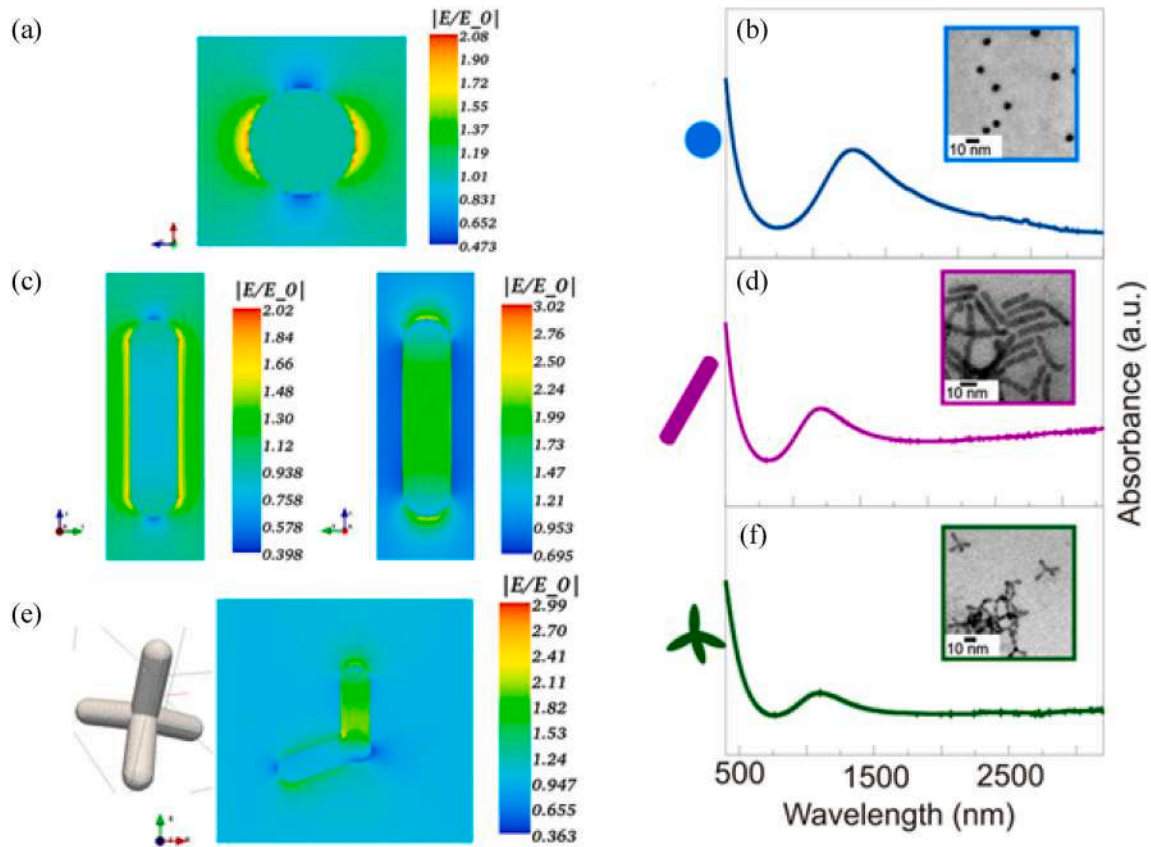 (a)
|E/E_0|
2.08
1.90
1.72
1.55
1.37
1.19
1.01
0.831
0.652
0.473
(b)
10 nm
(c)
|E/E_0|
2.02
1.84
1.66
1.48
1.30
1.12
0.938
0.758
0.578
0.398
|E/E_0|
3.02
2.76
2.50
2.24
1.99
1.73
1.47
1.21
0.953
0.695
(d)
10 nm
(e)
|E/E_0|
2.99
2.70
2.41
2.11
1.82
1.53
1.24
0.947
0.655
0.363
(f)
10 nm
Absorbance (a.u.)
500 1500 2500
Wavelength (nm)